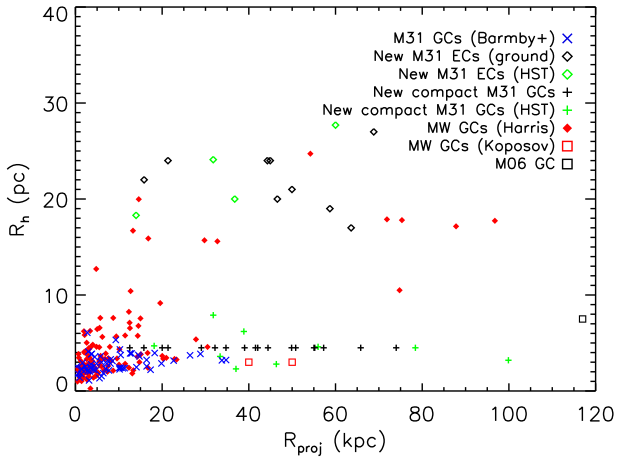 40
30
20
10
0
R_h (pc)
M31 GCs (Barmby+)
New M31 ECs (ground)
New M31 ECs (HST)
New compact M31 GCs
New compact M31 GCs (HST)
MW GCs (Harris)
MW GCs (Koposov)
M06 GC
0 20 40 60 80 100 120
R_proj (kpc)